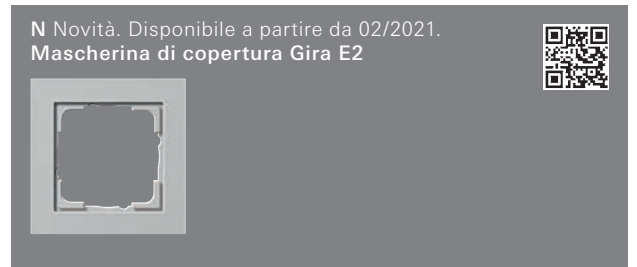 N Novità. Disponibile a partire da 02/2021.
Mascherina di copertura Gira E2